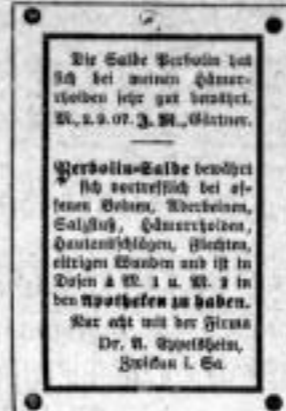 Die Salbe Perbolin hat
sich bei meinen Hämorr-
rhoiden sehr gut bewährt.
M., 2. 9. 07. J. M., Gärtner.
Perbolin-Salbe bewährt
sich vortrefflich bei of-
fenen Beinen, Aderbeinen,
Salzfluß, Hämorrhoiden,
Hautausschlägen, Flechten,
eitrigen Wunden und ist in
Dosen à M. 1 u. M. 2 in
den Apotheken zu haben.
Nur echt mit der Firma
Dr. A.
Zwickau i. Sa.